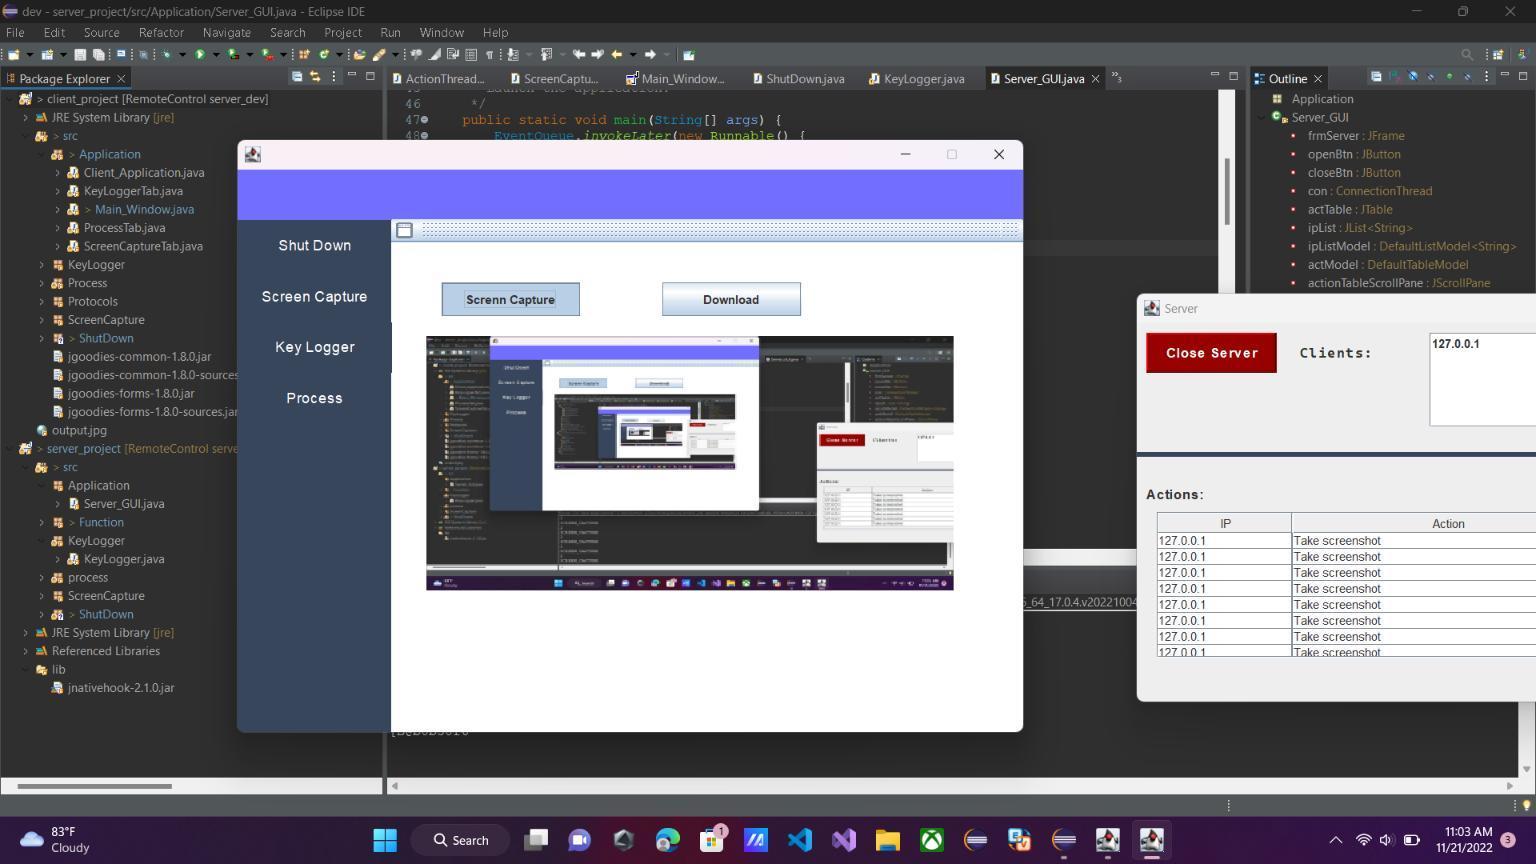 dev - server_project/src/Application/Server_GUI.java - Eclipse IDE
File Edit Source Refactor Navigate Search Project Run Window Help
Package Explorer
> client_project [RemoteControl server_dev]
JRE System Library [jre]
> src
> Application
Client_Application.java
KeyLoggerTab.java
> Main_Window.java
ProcessTab.java
ScreenCaptureTab.java
KeyLogger
Process
Protocols
ScreenCapture
> ShutDown
jgoodies-common-1.8.0.jar
jgoodies-common-1.8.0-sources
jgoodies-forms-1.8.0.jar
jgoodies-forms-1.8.0-sources.jar
output.jpg
> server_project [RemoteControl serve
> src
Application
Server_GUI.java
> Function
KeyLogger
KeyLogger.java
process
ScreenCapture
> ShutDown
JRE System Library [jre]
Referenced Libraries
lib
jnativehook-2.1.0.jar
ActionThread... ScreenCaptu... Main_Window... ShutDown.java KeyLogger.java Server_GUI.java
Launch the application.
46 */
47 public static void main(String[] args) {
48 EventQueue.invokeLater(new Runnable() {
Shut Down
Screen Capture
Key Logger
Process
Screnn Capture
Download
Close Server
Outline
Application
Server_GUI
frmServer : JFrame
openBtn : JButton
closeBtn : JButton
con : ConnectionThread
actTable : JTable
ipList : JList<String>
ipListModel : DefaultListModel<String>
actModel : DefaultTableModel
actionTableScrollPane : JScrollPane
Server
Close Server
Clients:
127.0.0.1
Actions:
IP Action
127.0.0.1 Take screenshot
127.0.0.1 Take screenshot
127.0.0.1 Take screenshot
127.0.0.1 Take screenshot
127.0.0.1 Take screenshot
127.0.0.1 Take screenshot
127.0.0.1 Take screenshot
127.0.0.1 Take screenshot
_64_17.0.4.v20221004
83°F
Cloudy
Search
1
11:03 AM
11/21/2022
3